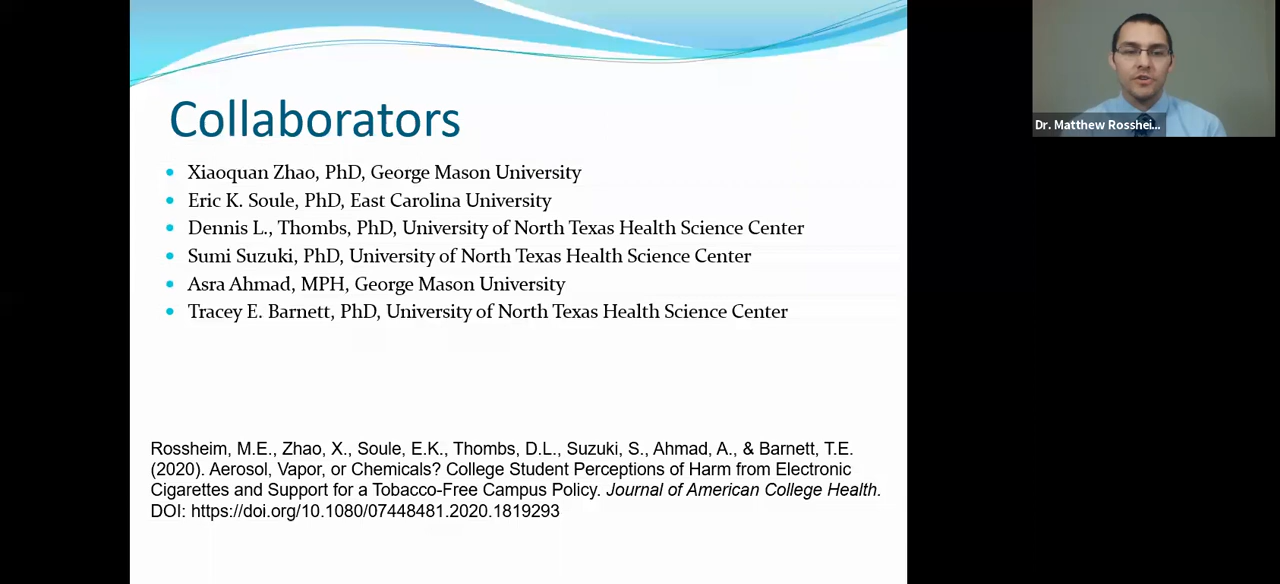 Collaborators
Xiaoquan Zhao, PhD, George Mason University
Eric K. Soule, PhD, East Carolina University
Dennis L., Thombs, PhD, University of North Texas Health Science Center
Sumi Suzuki, PhD, University of North Texas Health Science Center
Asra Ahmad, MPH, George Mason University
Tracey E. Barnett, PhD, University of North Texas Health Science Center
Rossheim, M.E., Zhao, X., Soule, E.K., Thombs, D.L., Suzuki, S., Ahmad, A., & Barnett, T.E.
(2020). Aerosol, Vapor, or Chemicals? College Student Perceptions of Harm from Electronic
Cigarettes and Support for a Tobacco-Free Campus Policy. Journal of American College Health.
DOI: https://doi.org/10.1080/07448481.2020.1819293
Dr. Matthew Rosshei...